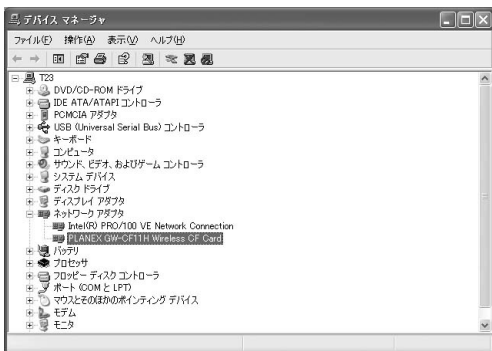 デバイス マネージャ
ファイル(F) 操作(A) 表示(V) ヘルプ(H)
T23
DVD/CD-ROM ドライブ
IDE ATA/ATAPI コントローラ
PCMCIA アダプタ
USB (Universal Serial Bus) コントローラ
キーボード
コンピュータ
サウンド、ビデオ、およびゲーム コントローラ
システム デバイス
ディスク ドライブ
ディスプレイ アダプタ
ネットワーク アダプタ
Intel(R) PRO/100 VE Network Connection
PLANEX GW-CF11H Wireless CF Card
バッテリ
プロセッサ
フロッピー ディスク コントローラ
ポート (COM と LPT)
マウスとそのほかのポインティング デバイス
モデム
モニタ